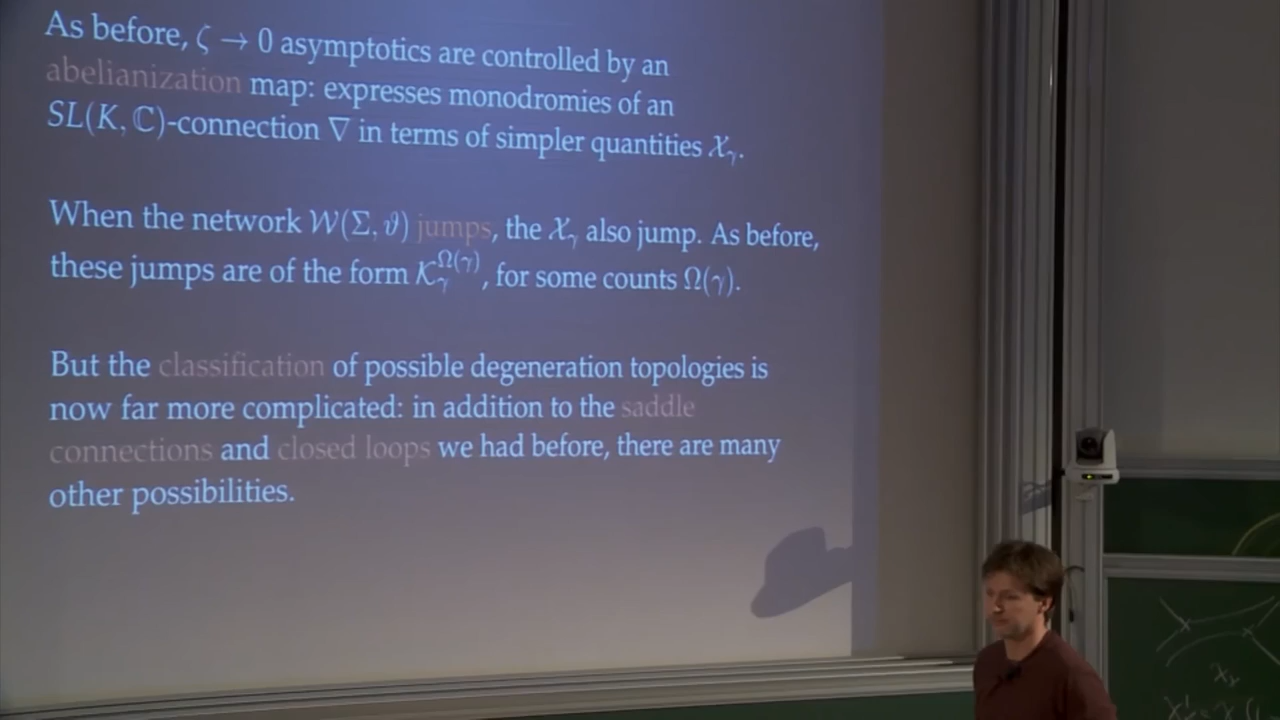 As before, ζ → 0 asymptotics are controlled by an
abelianization map: expresses monodromies of an
SL(K, ℂ)-connection ∇ in terms of simpler quantities 𝒳_γ.
When the network 𝒲(Σ, ϑ) jumps, the 𝒳_γ also jump. As before,
these jumps are of the form 𝒦_γ^{Ω(γ)}, for some counts Ω(γ).
But the classification of possible degeneration topologies is
now far more complicated: in addition to the saddle
connections and closed loops we had before, there are many
other possibilities.